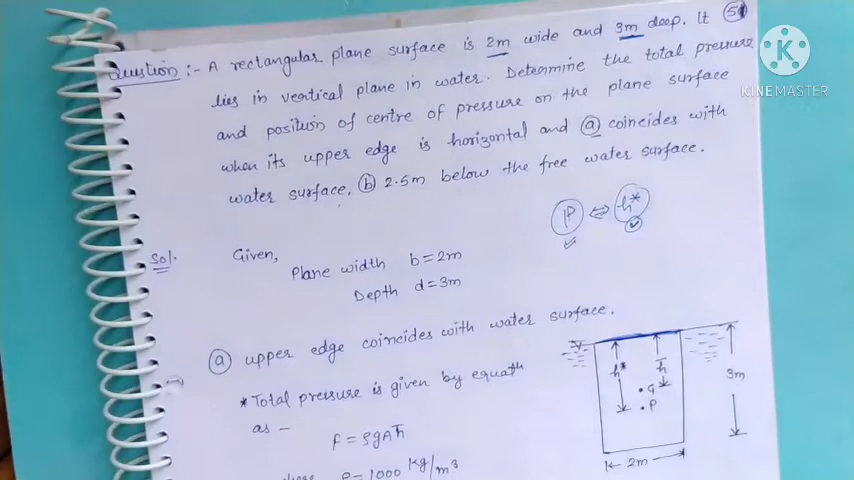 Question :- A rectangular plane surface is 2m wide and 3m deep. It
lies in vertical plane in water. Determine the total pressure
and position of centre of pressure on the plane surface
when its upper edge is horizontal and (a) coincides with
water surface, (b) 2.5m below the free water surface.
P ⇔ h*
Sol.
Given,
Plane width b=2m
Depth d=3m
(a) upper edge coincides with water surface.
*Total pressure is given by equatn
as -
F = ρgAh̄
ρ = 1000 kg/m³
h*
h̄
G
P
3m
2m
K
KINEMASTER